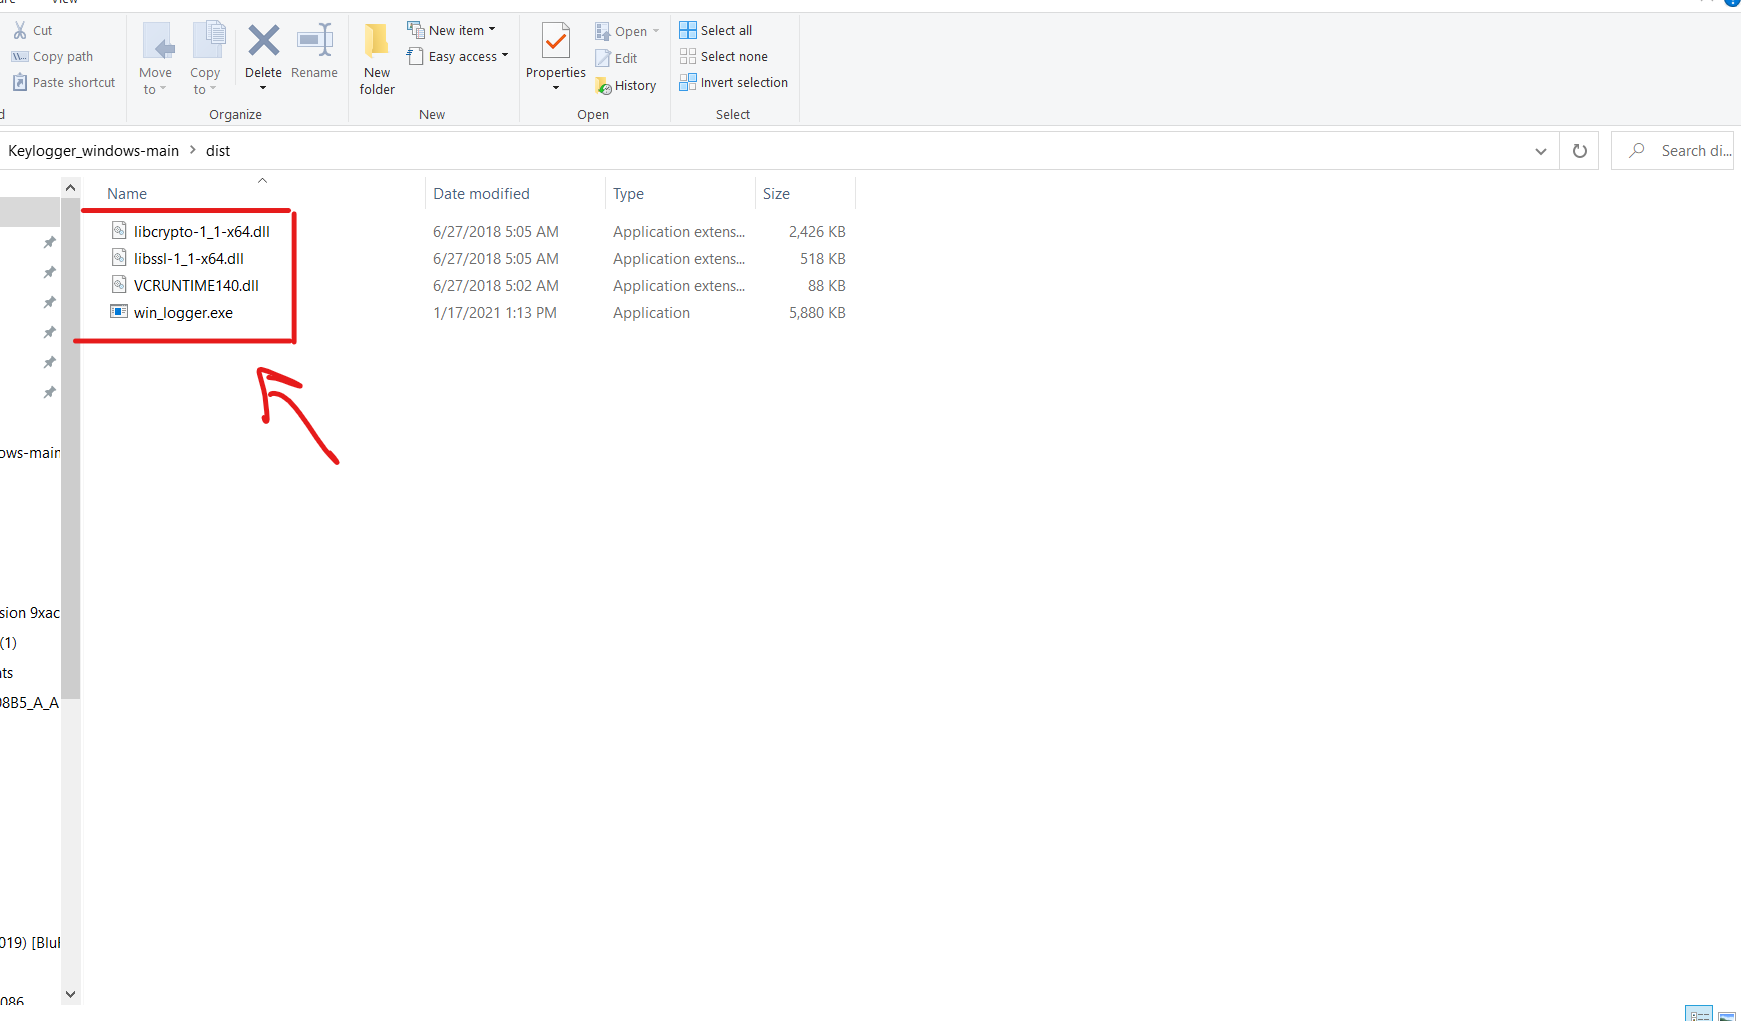 View
Cut
Copy path
Paste shortcut
Move to
Copy to
Delete
Rename
Organize
New folder
New item
Easy access
New
Properties
Open
Edit
History
Open
Select all
Select none
Invert selection
Select
Keylogger_windows-main > dist
Search di...
Name Date modified Type Size
libcrypto-1_1-x64.dll 6/27/2018 5:05 AM Application extens... 2,426 KB
libssl-1_1-x64.dll 6/27/2018 5:05 AM Application extens... 518 KB
VCRUNTIME140.dll 6/27/2018 5:02 AM Application extens... 88 KB
win_logger.exe 1/17/2021 1:13 PM Application 5,880 KB
ows-main
sion 9xac
(1)
nts
08B5_A_A
019) [Blu
086